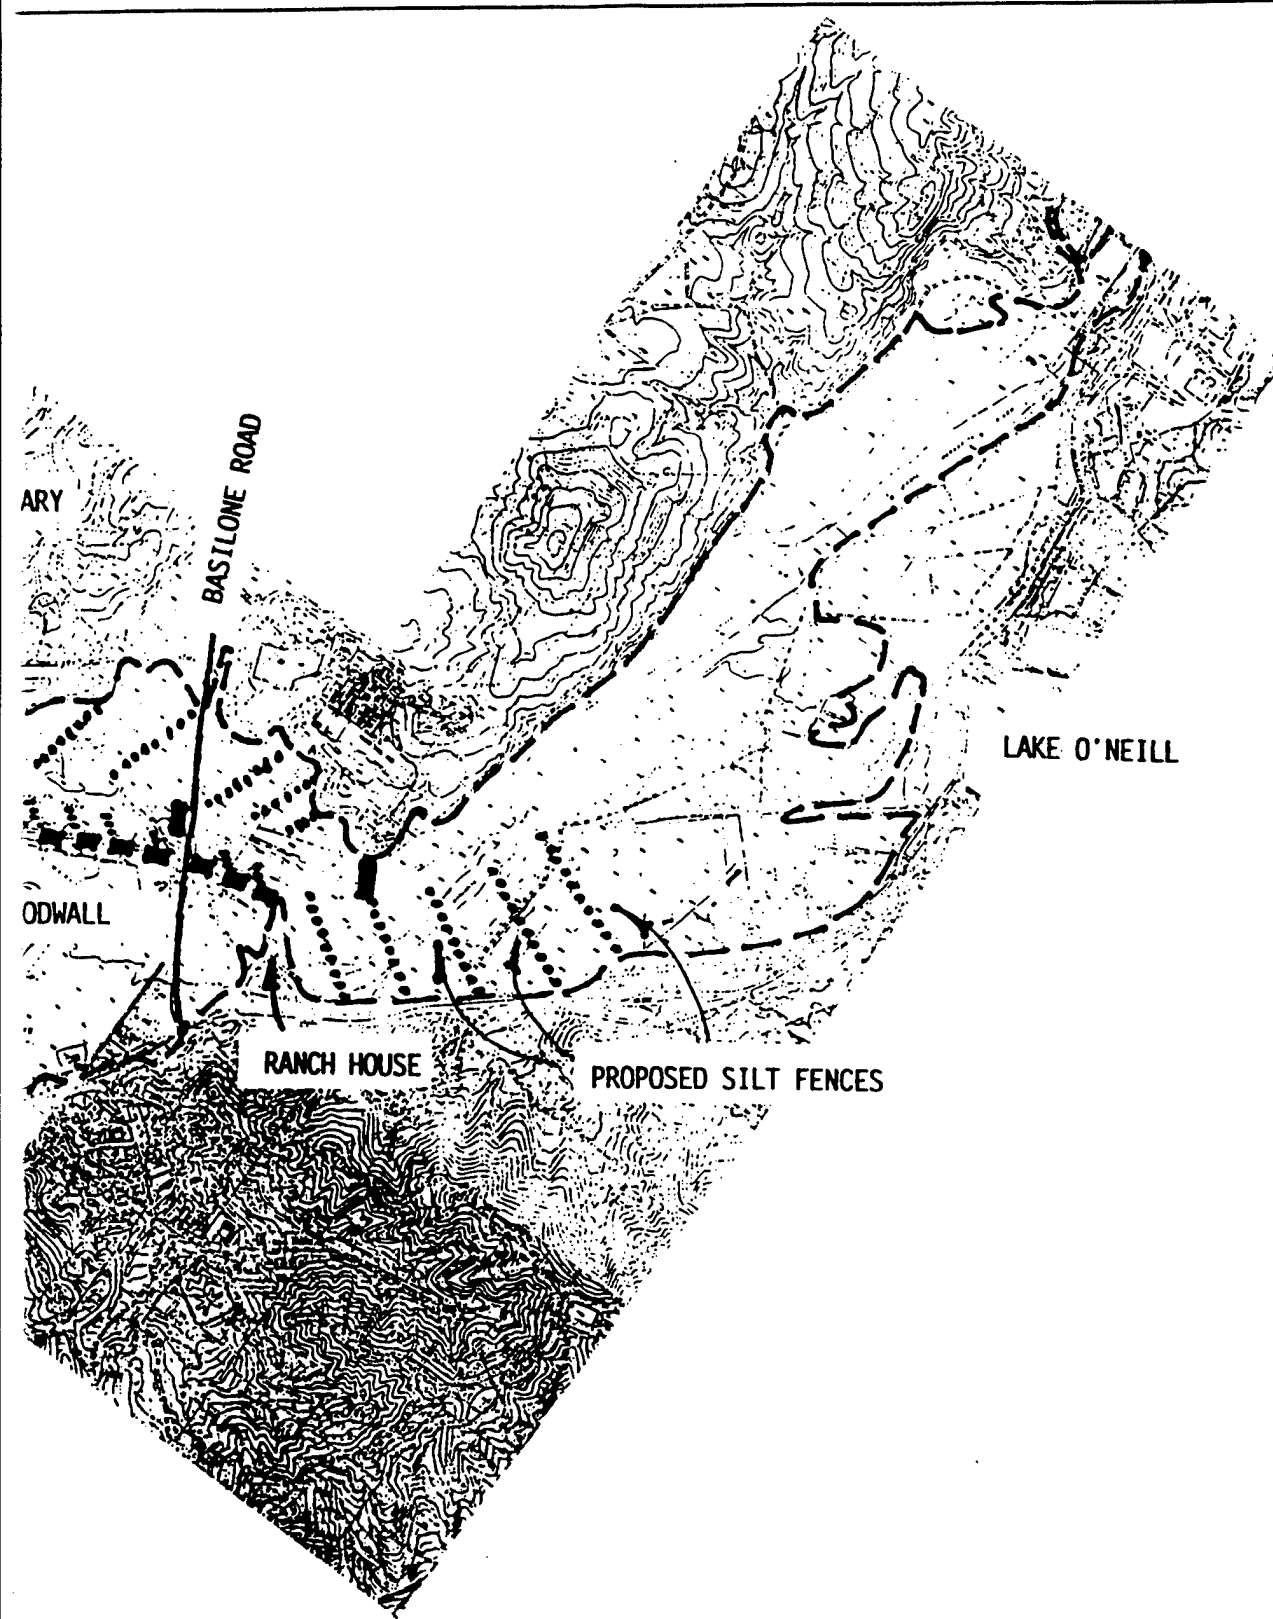 BASILONE ROAD
ARY
LAKE O'NEILL
ODWALL
RANCH HOUSE
PROPOSED SILT FENCES